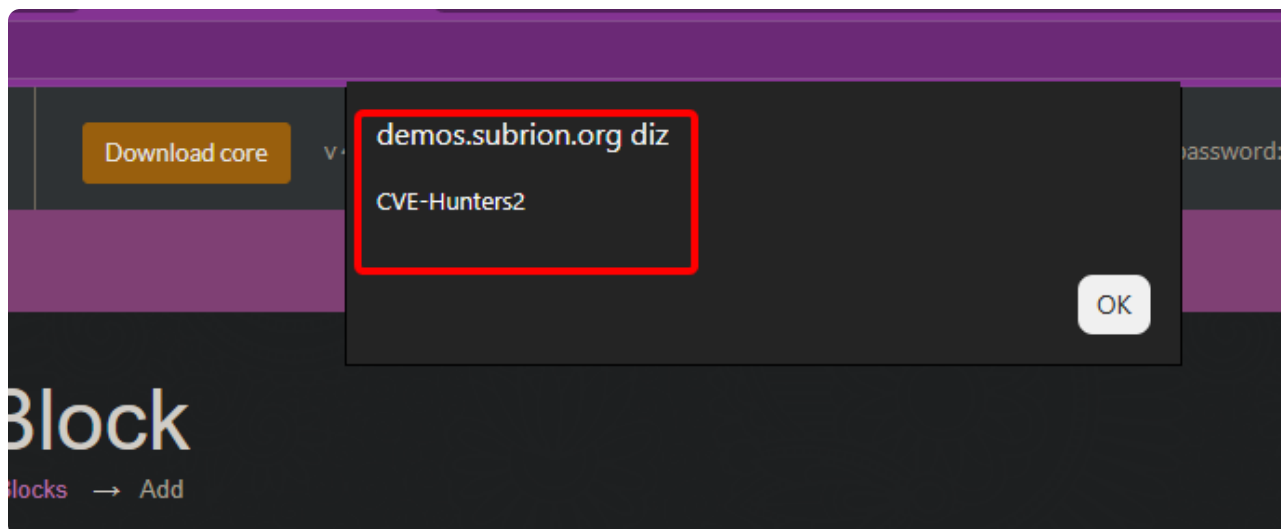 demos.subrion.org diz
Download core
CVE-Hunters2
password:
OK
Block
Blocks → Add